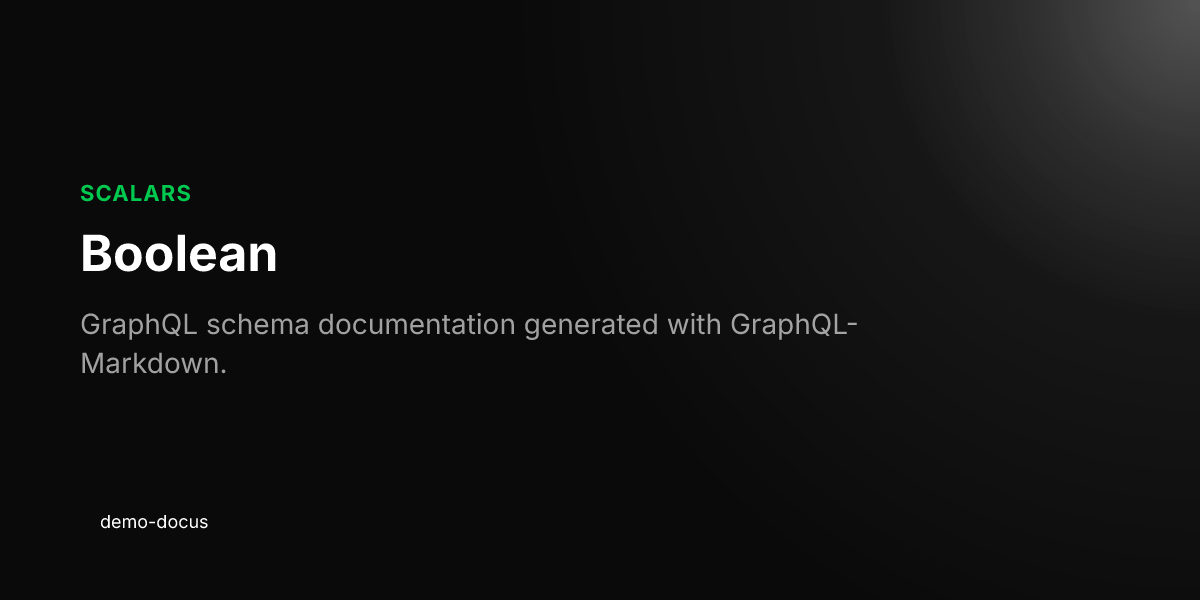 SCALARS
Boolean
GraphQL schema documentation generated with GraphQL-
Markdown.
demo-docus